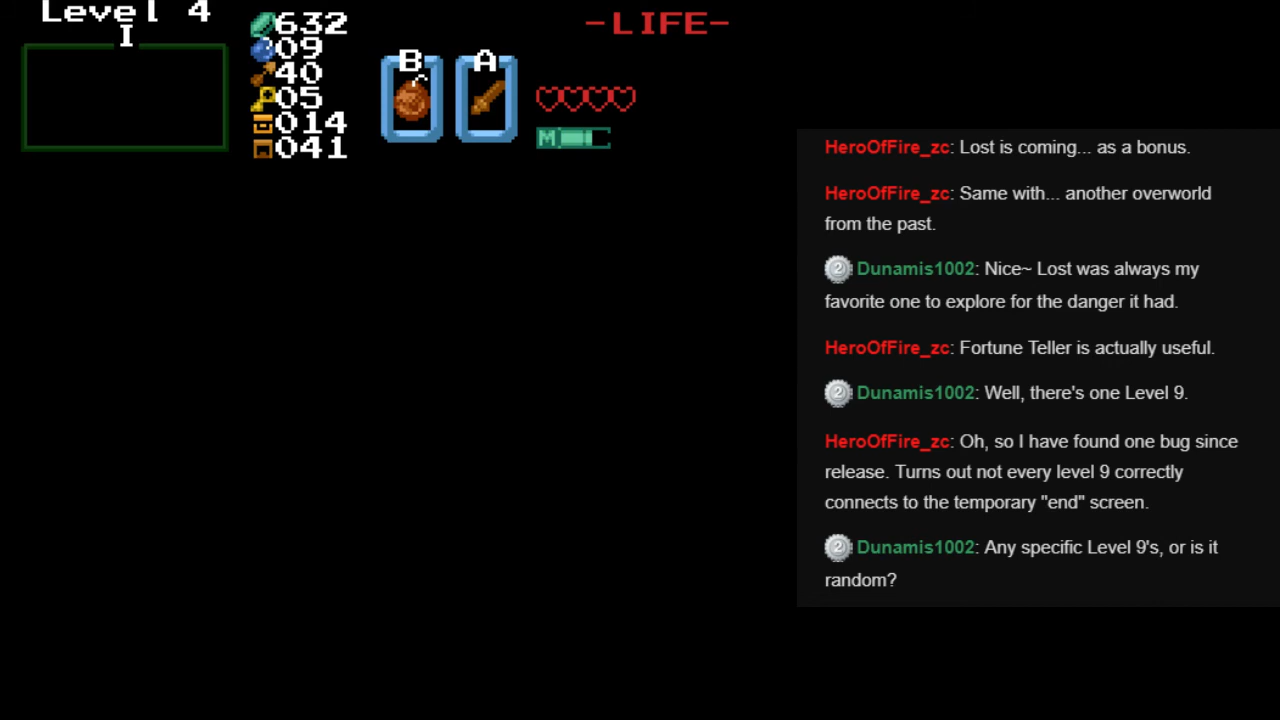 Level 4
I
632
09
40
05
014
041
B
A
-LIFE-
M
HeroOfFire_zc: Lost is coming... as a bonus.
HeroOfFire_zc: Same with... another overworld
from the past.
2 Dunamis1002: Nice~ Lost was always my
favorite one to explore for the danger it had.
HeroOfFire_zc: Fortune Teller is actually useful.
2 Dunamis1002: Well, there's one Level 9.
HeroOfFire_zc: Oh, so I have found one bug since
release. Turns out not every level 9 correctly
connects to the temporary "end" screen.
2 Dunamis1002: Any specific Level 9's, or is it
random?